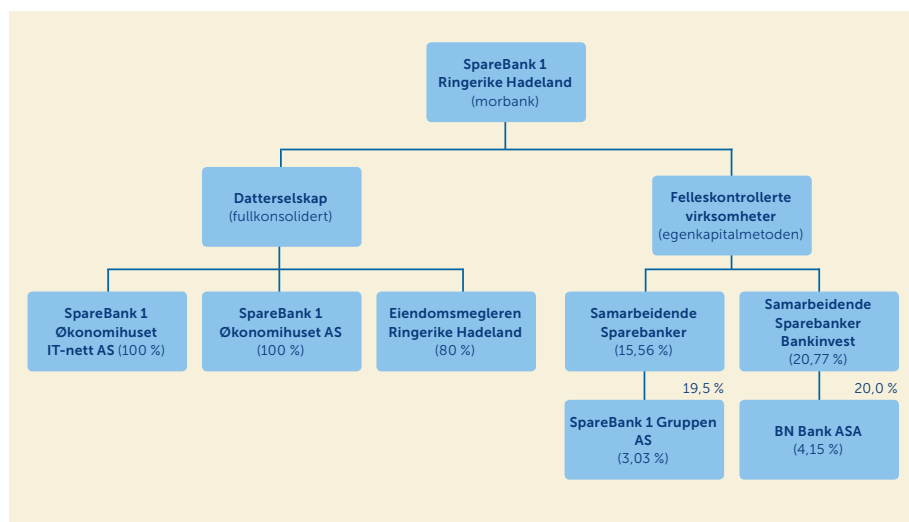 SpareBank 1
Ringerike Hadeland
(morbank)
Datterselskap
(fullkonsolidert)
Felleskontrollerte
virksomheter
(egenkapitalmetoden)
SpareBank 1
Økonomihuset
IT-nett AS (100 %)
SpareBank 1
Økonomihuset AS
(100 %)
Eiendomsmegleren
Ringerike Hadeland
(80 %)
Samarbeidende
Sparebanker
(15,56 %)
Samarbeidende
Sparebanker
Bankinvest
(20,77 %)
19,5 %
20,0 %
SpareBank 1 Gruppen
AS
(3,03 %)
BN Bank ASA
(4,15 %)